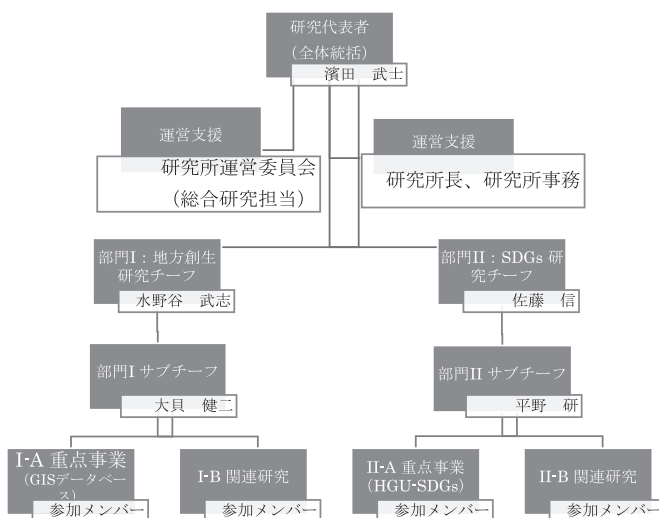 研究代表者
(全体統括)
濱田 武士
運営支援
研究所運営委員会
(総合研究担当)
運営支援
研究所長、研究所事務
部門I：地方創生
研究チーフ
水野谷 武志
部門II：SDGs 研
究チーフ
佐藤 信
部門I サブチーフ
大貝 健二
部門II サブチーフ
平野 研
I-A 重点事業
(GISデータベー
ス)
参加メンバー
I-B 関連研究
参加メンバー
II-A 重点事業
(HGU-SDGs)
参加メンバー
II-B 関連研究
参加メンバー